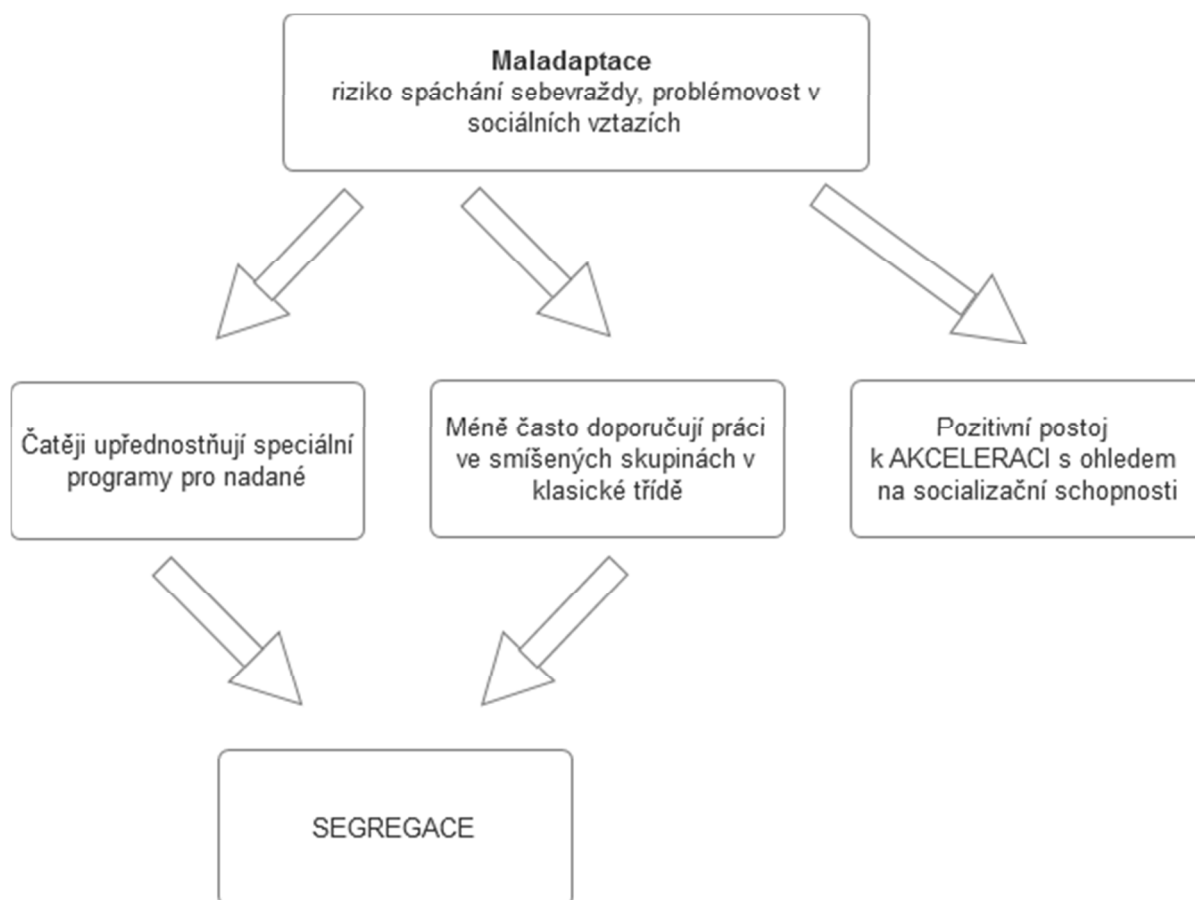 Maladaptace
riziko spáchání sebevraždy, problémovost v
sociálních vztazích
Čatěji upřednostňují speciální
programy pro nadané
Méně často doporučují práci
ve smíšených skupinách v
klasické třídě
Pozitivní postoj
k AKCELERACI s ohledem
na socializační schopnosti
SEGREGACE